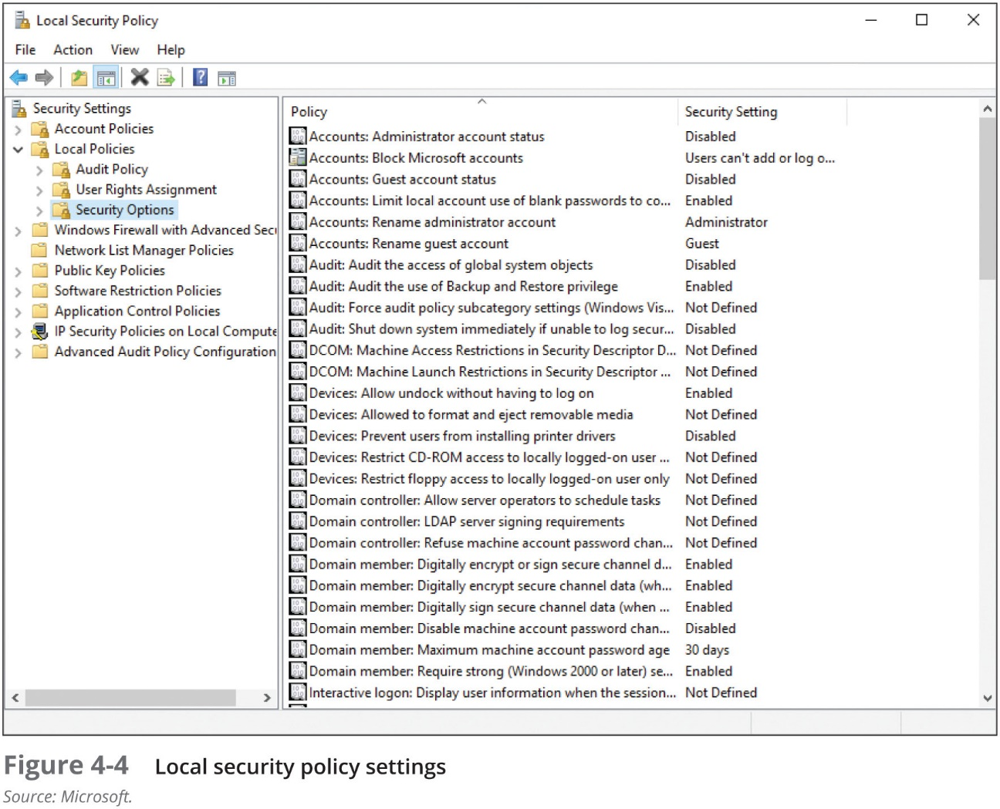 Local Security Policy
File Action View Help
Security Settings
Account Policies
Local Policies
Audit Policy
User Rights Assignment
Security Options
Windows Firewall with Advanced Secu
Network List Manager Policies
Public Key Policies
Software Restriction Policies
Application Control Policies
IP Security Policies on Local Compute
Advanced Audit Policy Configuration
Policy Security Setting
Accounts: Administrator account status Disabled
Accounts: Block Microsoft accounts Users can't add or log o...
Accounts: Guest account status Disabled
Accounts: Limit local account use of blank passwords to co... Enabled
Accounts: Rename administrator account Administrator
Accounts: Rename guest account Guest
Audit: Audit the access of global system objects Disabled
Audit: Audit the use of Backup and Restore privilege Enabled
Audit: Force audit policy subcategory settings (Windows Vis... Not Defined
Audit: Shut down system immediately if unable to log secur... Disabled
DCOM: Machine Access Restrictions in Security Descriptor D... Not Defined
DCOM: Machine Launch Restrictions in Security Descriptor ... Not Defined
Devices: Allow undock without having to log on Enabled
Devices: Allowed to format and eject removable media Not Defined
Devices: Prevent users from installing printer drivers Disabled
Devices: Restrict CD-ROM access to locally logged-on user ... Not Defined
Devices: Restrict floppy access to locally logged-on user only Not Defined
Domain controller: Allow server operators to schedule tasks Not Defined
Domain controller: LDAP server signing requirements Not Defined
Domain controller: Refuse machine account password chan... Not Defined
Domain member: Digitally encrypt or sign secure channel d... Enabled
Domain member: Digitally encrypt secure channel data (wh... Enabled
Domain member: Digitally sign secure channel data (when ... Enabled
Domain member: Disable machine account password chan... Disabled
Domain member: Maximum machine account password age 30 days
Domain member: Require strong (Windows 2000 or later) se... Enabled
Interactive logon: Display user information when the session... Not Defined
Figure 4-4 Local security policy settings
Source: Microsoft.